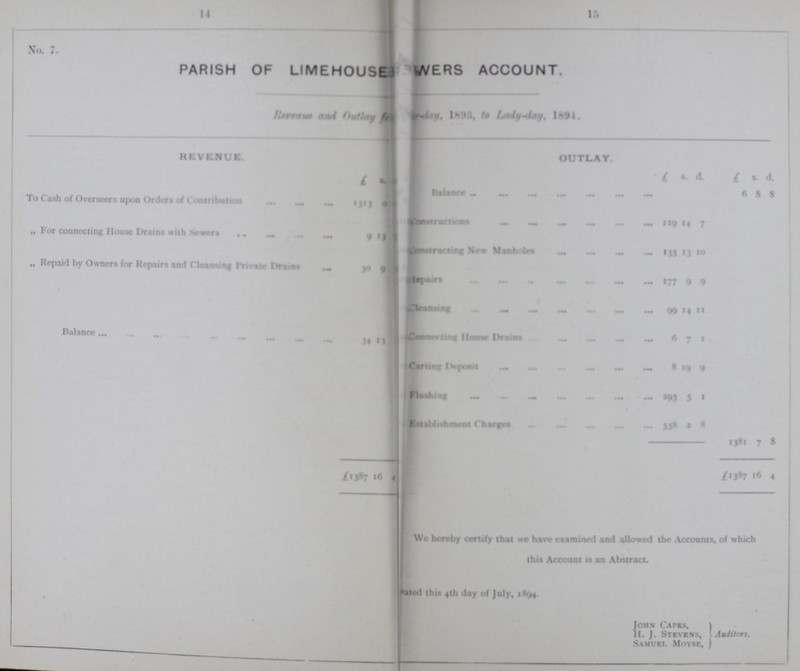 14
15
No. 7.
PARISH OF LIMEHOUSE WERS ACCOUNT.
Revenue and Outlay day, 1893, to Lady-day, 1894.
REVENUE.
£ s.
To Cash of Overseers upon Orders of Contribution ... ... ... 1313 0
„ For connecting House Drains with Sewers .. ... ... ... 9 13
„ Repaid by Owners for Repairs and Cleansing Private Drains ... 30 9
Balance ... ... ... ... ... ... ... ... 34 13
£1387 16 4
OUTLAY.
£ s. d. £ s. d.
Balance .. ... ... ... ... ... ... 6 8 8
Constructions ... ... ... ... ... ... 119 14 7
Constructing New Manholes ... ... ... ... 135 13 10
Repairs ... ... .. ... ... ... ... 177 9 9
Cleansing ... ... ... ... ... ... ... 99 14 11
Connecting House Drains ... ... ... ... ... 6 7 1
Carting Deposit ... ... ... ... ... ... 8 19 9
Flushing ... ... ... ... ... ... ... 295 5 1
Establishment Charges ... ... ... ... ... 538 2 8
1381 7 8
£1387 16 4
We hereby certify that we have examined and allowed the Accounts, of which
this Account is an Abstract.
ated this 4th day of July, 1894.
JOHN CAPES,
H. J. STEVENS, } Auditors.
SAMUEL MOYSE,